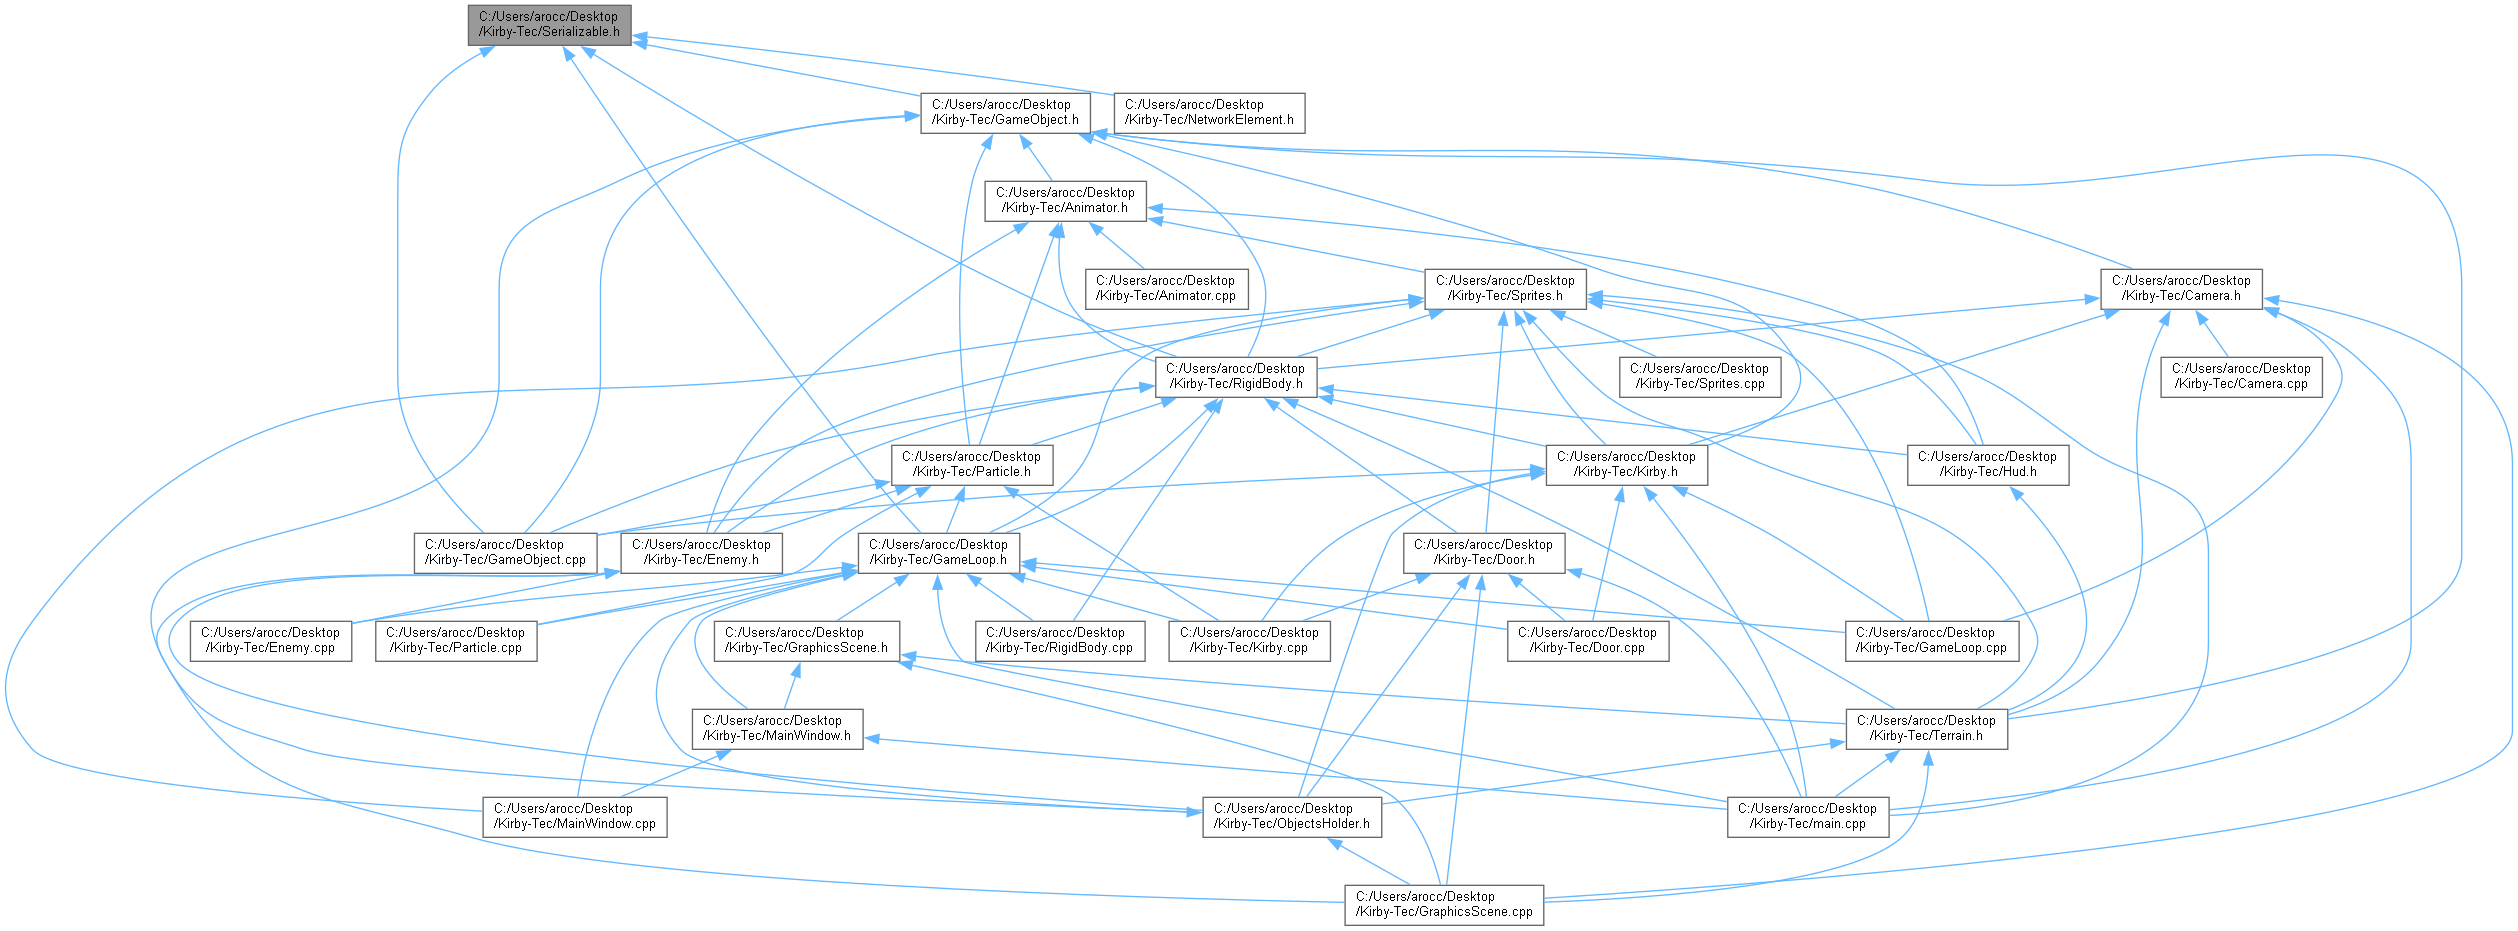 C:/Users/arocc/Desktop
/Kirby-Tec/Serializable.h
C:/Users/arocc/Desktop
/Kirby-Tec/GameObject.h
C:/Users/arocc/Desktop
/Kirby-Tec/NetworkElement.h
C:/Users/arocc/Desktop
/Kirby-Tec/Animator.h
C:/Users/arocc/Desktop
/Kirby-Tec/Animator.cpp
C:/Users/arocc/Desktop
/Kirby-Tec/Sprites.h
C:/Users/arocc/Desktop
/Kirby-Tec/Camera.h
C:/Users/arocc/Desktop
/Kirby-Tec/RigidBody.h
C:/Users/arocc/Desktop
/Kirby-Tec/Sprites.cpp
C:/Users/arocc/Desktop
/Kirby-Tec/Camera.cpp
C:/Users/arocc/Desktop
/Kirby-Tec/Particle.h
C:/Users/arocc/Desktop
/Kirby-Tec/Kirby.h
C:/Users/arocc/Desktop
/Kirby-Tec/Hud.h
C:/Users/arocc/Desktop
/Kirby-Tec/GameObject.cpp
C:/Users/arocc/Desktop
/Kirby-Tec/Enemy.h
C:/Users/arocc/Desktop
/Kirby-Tec/GameLoop.h
C:/Users/arocc/Desktop
/Kirby-Tec/Door.h
C:/Users/arocc/Desktop
/Kirby-Tec/Enemy.cpp
C:/Users/arocc/Desktop
/Kirby-Tec/Particle.cpp
C:/Users/arocc/Desktop
/Kirby-Tec/GraphicsScene.h
C:/Users/arocc/Desktop
/Kirby-Tec/RigidBody.cpp
C:/Users/arocc/Desktop
/Kirby-Tec/Kirby.cpp
C:/Users/arocc/Desktop
/Kirby-Tec/Door.cpp
C:/Users/arocc/Desktop
/Kirby-Tec/GameLoop.cpp
C:/Users/arocc/Desktop
/Kirby-Tec/MainWindow.h
C:/Users/arocc/Desktop
/Kirby-Tec/Terrain.h
C:/Users/arocc/Desktop
/Kirby-Tec/MainWindow.cpp
C:/Users/arocc/Desktop
/Kirby-Tec/ObjectsHolder.h
C:/Users/arocc/Desktop
/Kirby-Tec/main.cpp
C:/Users/arocc/Desktop
/Kirby-Tec/GraphicsScene.cpp